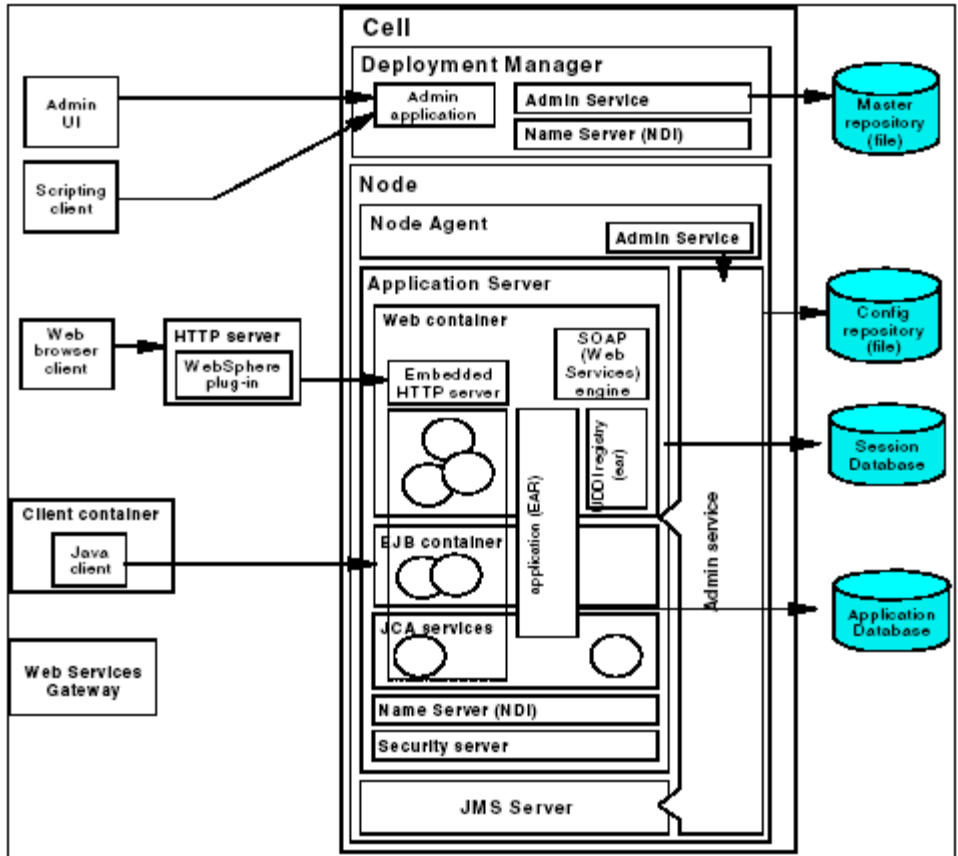 Cell
Deployment Manager
Admin
UI
Admin
application
Admin Service
Name Server (NDI)
Master
repository
(file)
Scripting
client
Node
Node Agent
Admin Service
Application Server
Web container
Web
browser
client
HTTP server
WebSphere
plug-in
Embedded
HTTP server
SOAP
(Web
Services)
engine
Config
repository
(file)
UDDI registry
(ear)
application (EAR)
Session
Database
Admin service
Client container
Java
client
EJB container
JCA services
Application
Database
Web Services
Gateway
Name Server (NDI)
Security server
JMS Server